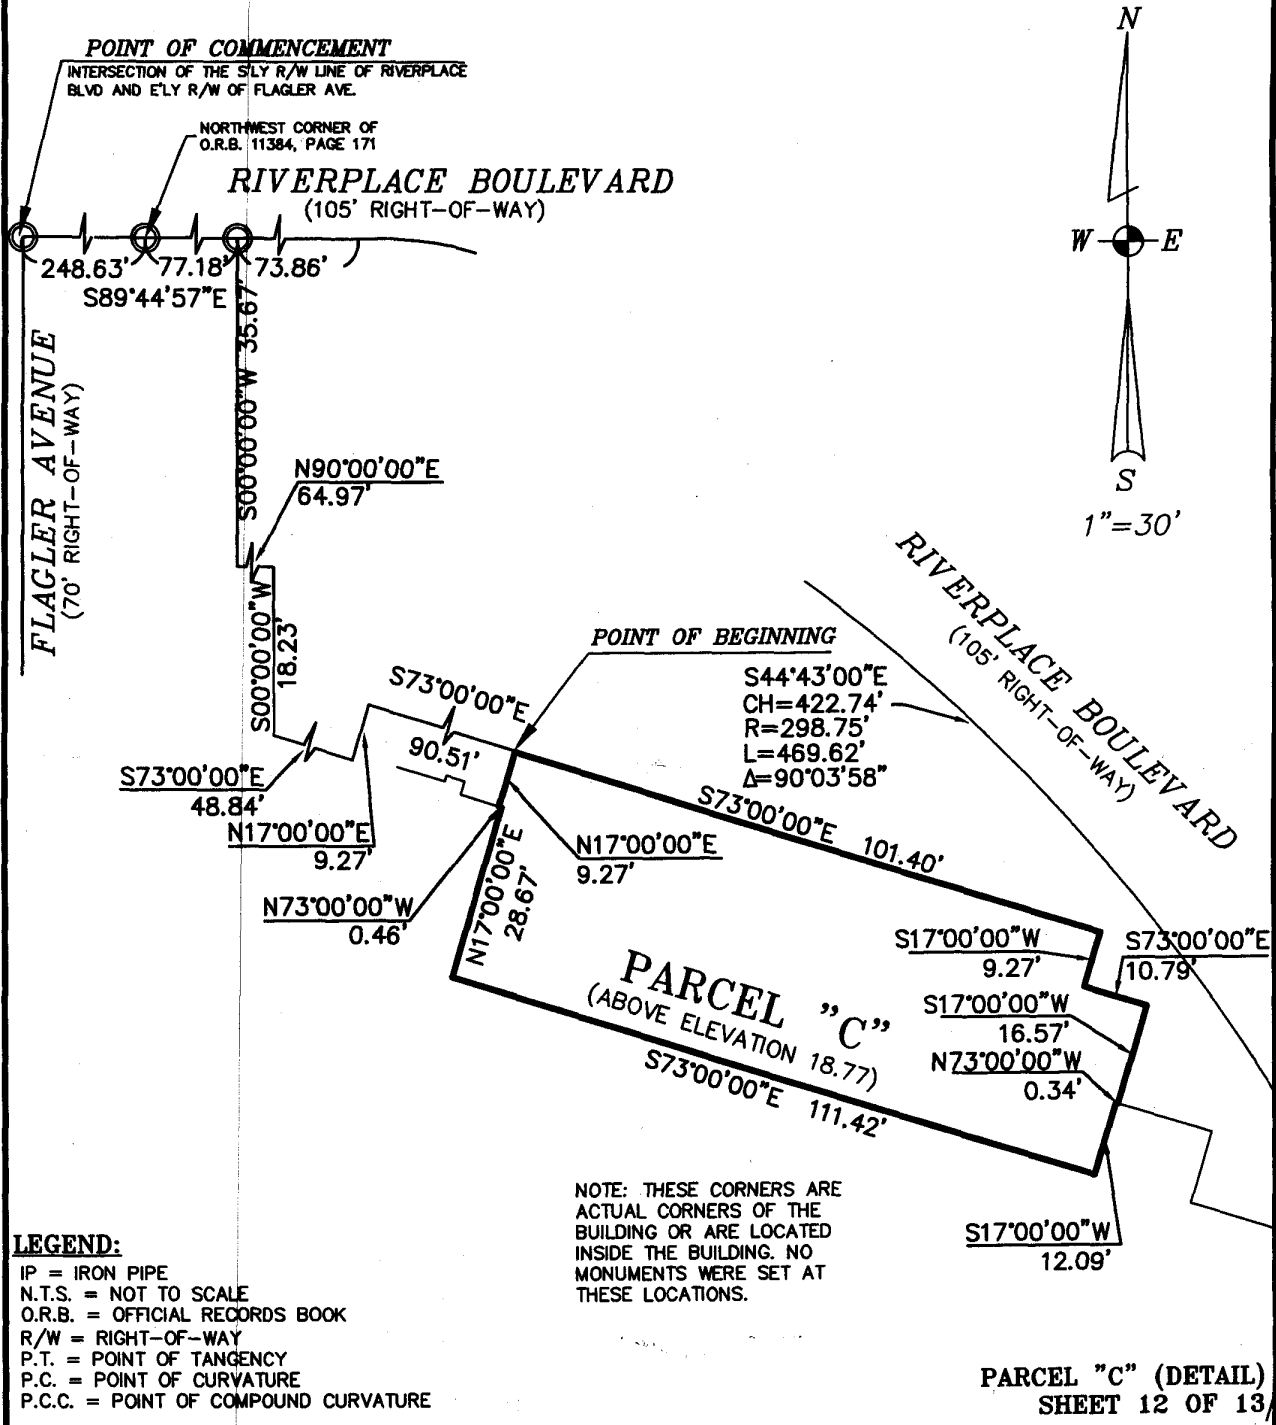 N
POINT OF COMMENCEMENT
INTERSECTION OF THE S'LY R/W LINE OF RIVERPLACE
BLVD AND E'LY R/W OF FLAGLER AVE.
NORTHWEST CORNER OF
O.R.B. 11384, PAGE 171
RIVERPLACE BOULEVARD
(105' RIGHT-OF-WAY)
W
E
248.63'
77.18'
73.86'
S89°44'57"E
S00°00'00"W 35.67'
FLAGLER AVENUE
(70' RIGHT-OF-WAY)
N90°00'00"E
64.97'
S
1"=30'
S00°00'00"W
18.23'
RIVERPLACE BOULEVARD
(105' RIGHT-OF-WAY)
POINT OF BEGINNING
S73°00'00"E
90.51'
S44°43'00"E
CH=422.74'
R=298.75'
L=469.62'
Δ=90°03'58"
S73°00'00"E
48.84'
N17°00'00"E
9.27'
S73°00'00"E 101.40'
N17°00'00"E
9.27'
N73°00'00"W
0.46'
N17°00'00"E
28.67'
S17°00'00"W
9.27'
S73°00'00"E
10.79'
PARCEL "C"
(ABOVE ELEVATION 18.77)
S17°00'00"W
16.57'
N73°00'00"W
0.34'
S73°00'00"E 111.42'
S17°00'00"W
12.09'
NOTE: THESE CORNERS ARE
ACTUAL CORNERS OF THE
BUILDING OR ARE LOCATED
INSIDE THE BUILDING. NO
MONUMENTS WERE SET AT
THESE LOCATIONS.
LEGEND:
IP = IRON PIPE
N.T.S. = NOT TO SCALE
O.R.B. = OFFICIAL RECORDS BOOK
R/W = RIGHT-OF-WAY
P.T. = POINT OF TANGENCY
P.C. = POINT OF CURVATURE
P.C.C. = POINT OF COMPOUND CURVATURE
PARCEL "C" (DETAIL)
SHEET 12 OF 13